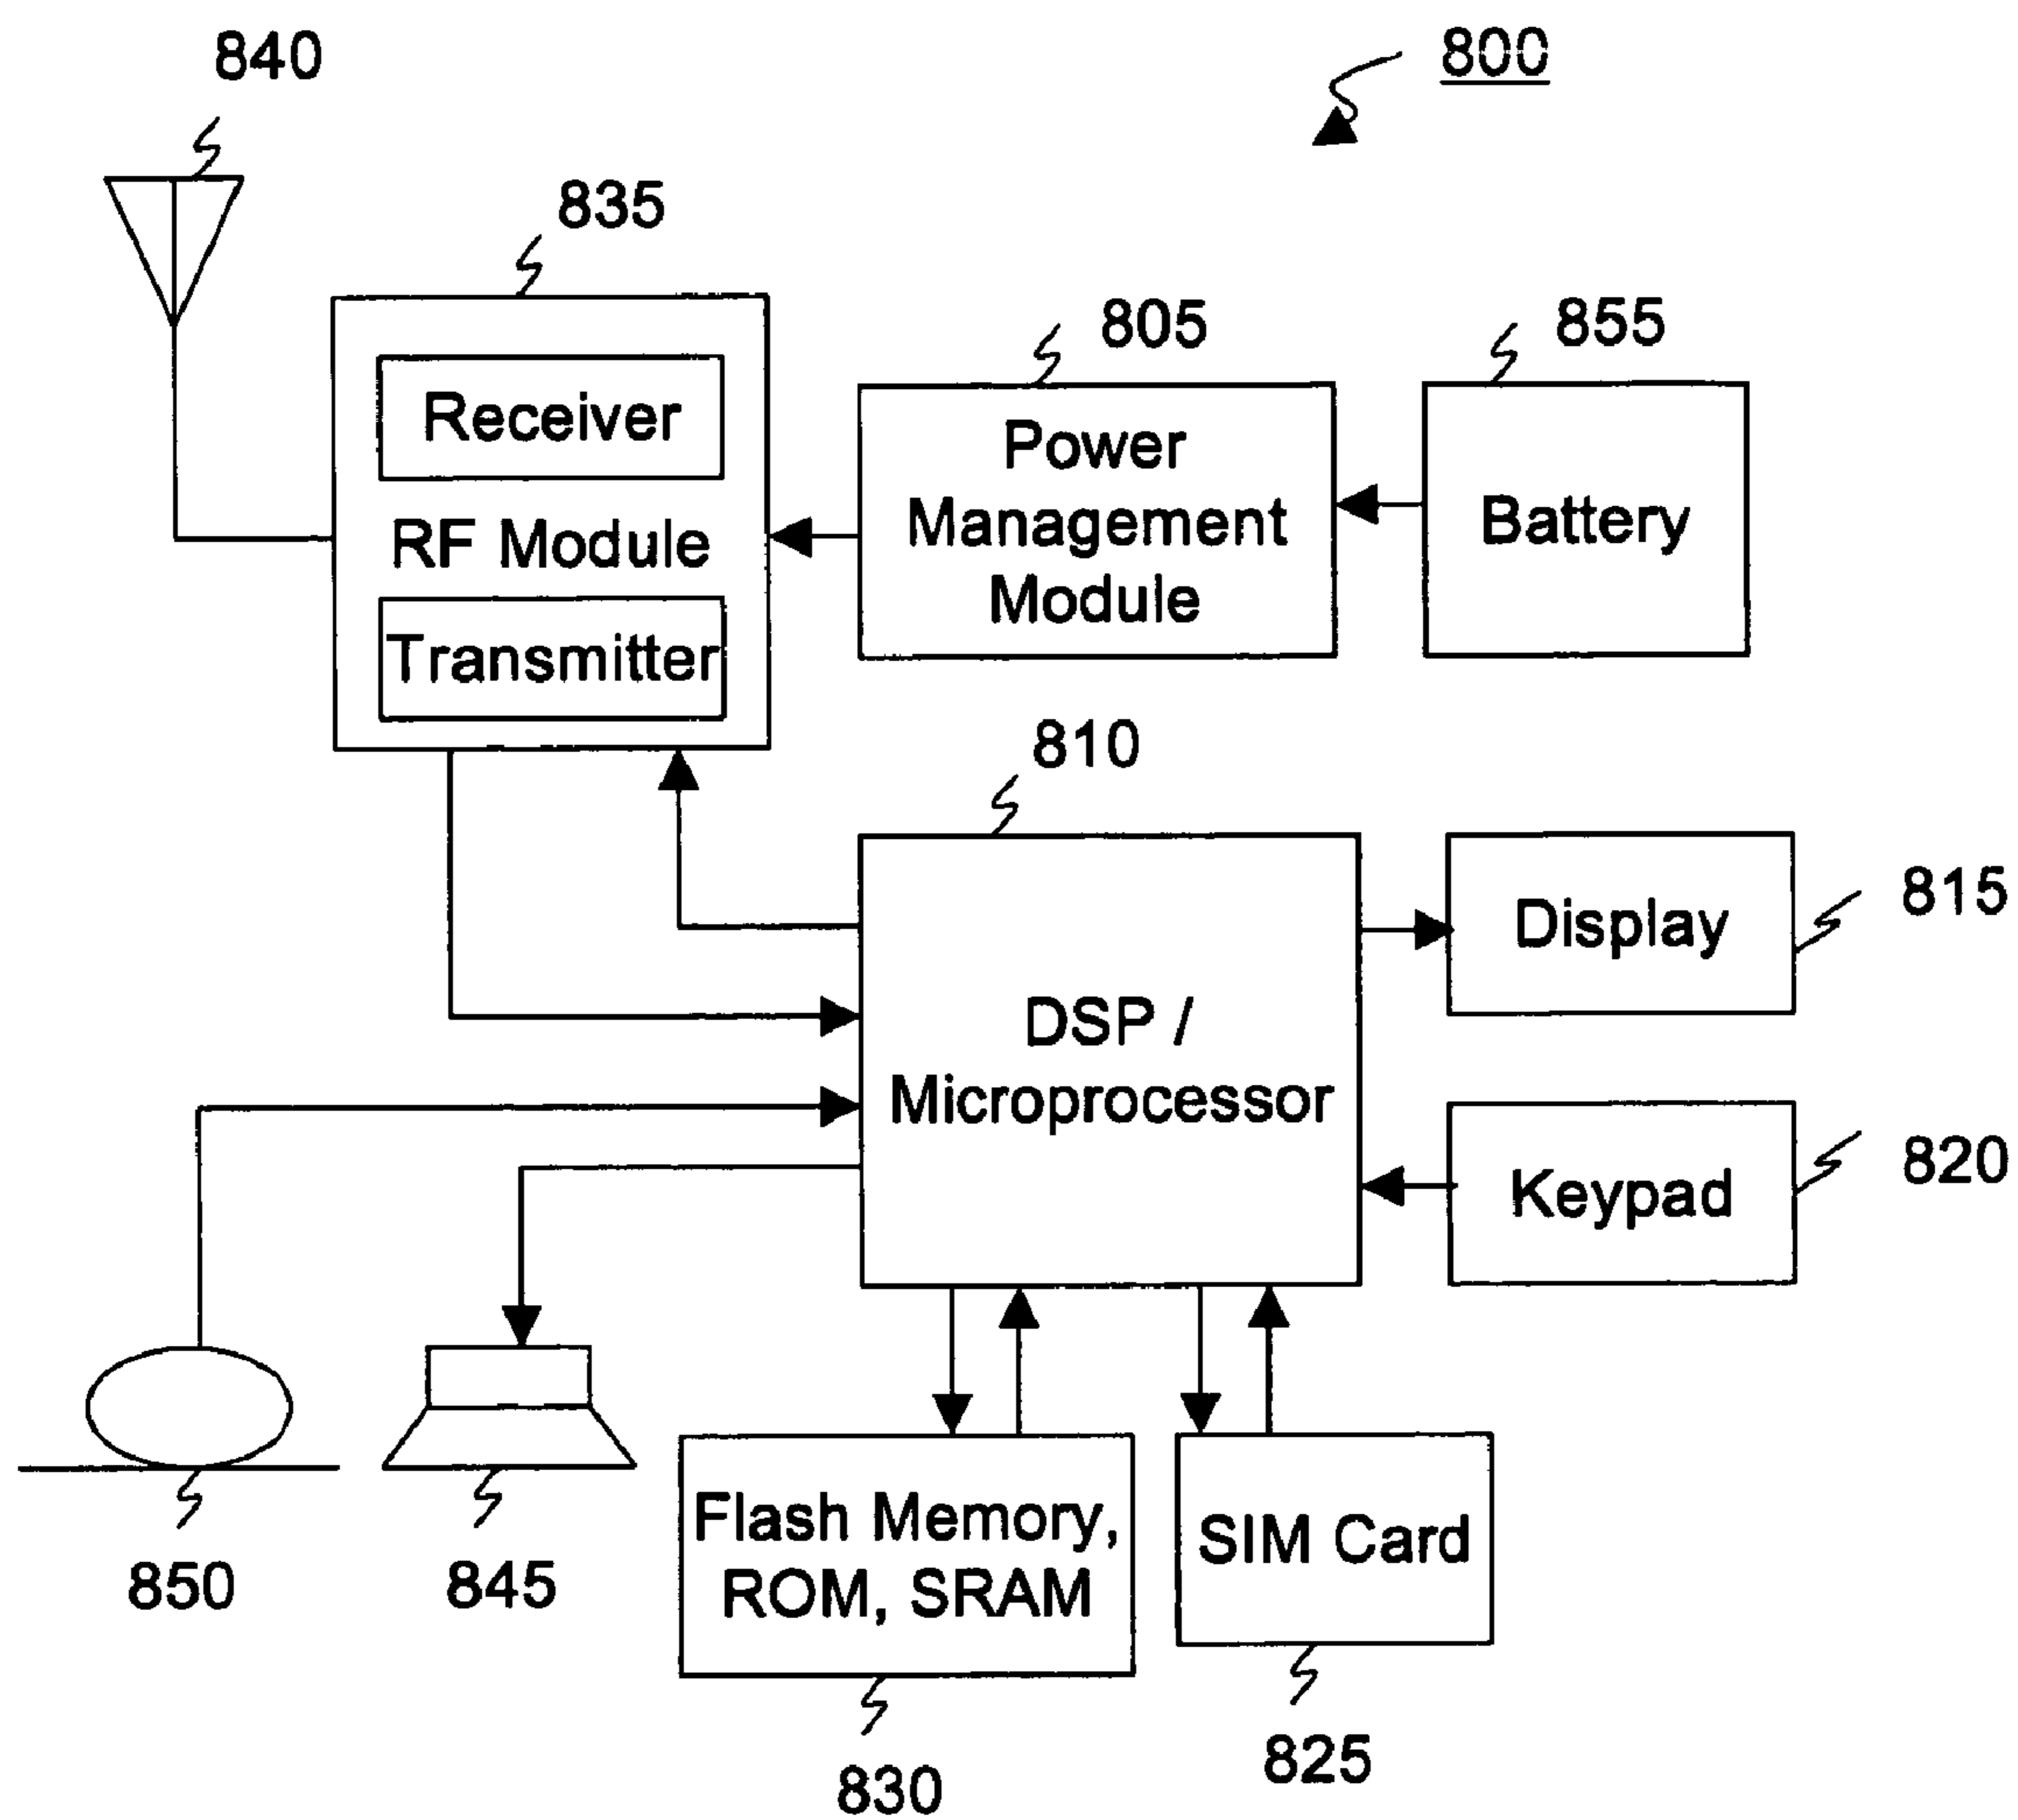 840
800
835
805
855
Receiver
RF Module
Transmitter
Power
Management
Module
Battery
810
DSP /
Microprocessor
Display
815
Keypad
820
850
845
Flash Memory,
ROM, SRAM
830
SIM Card
825